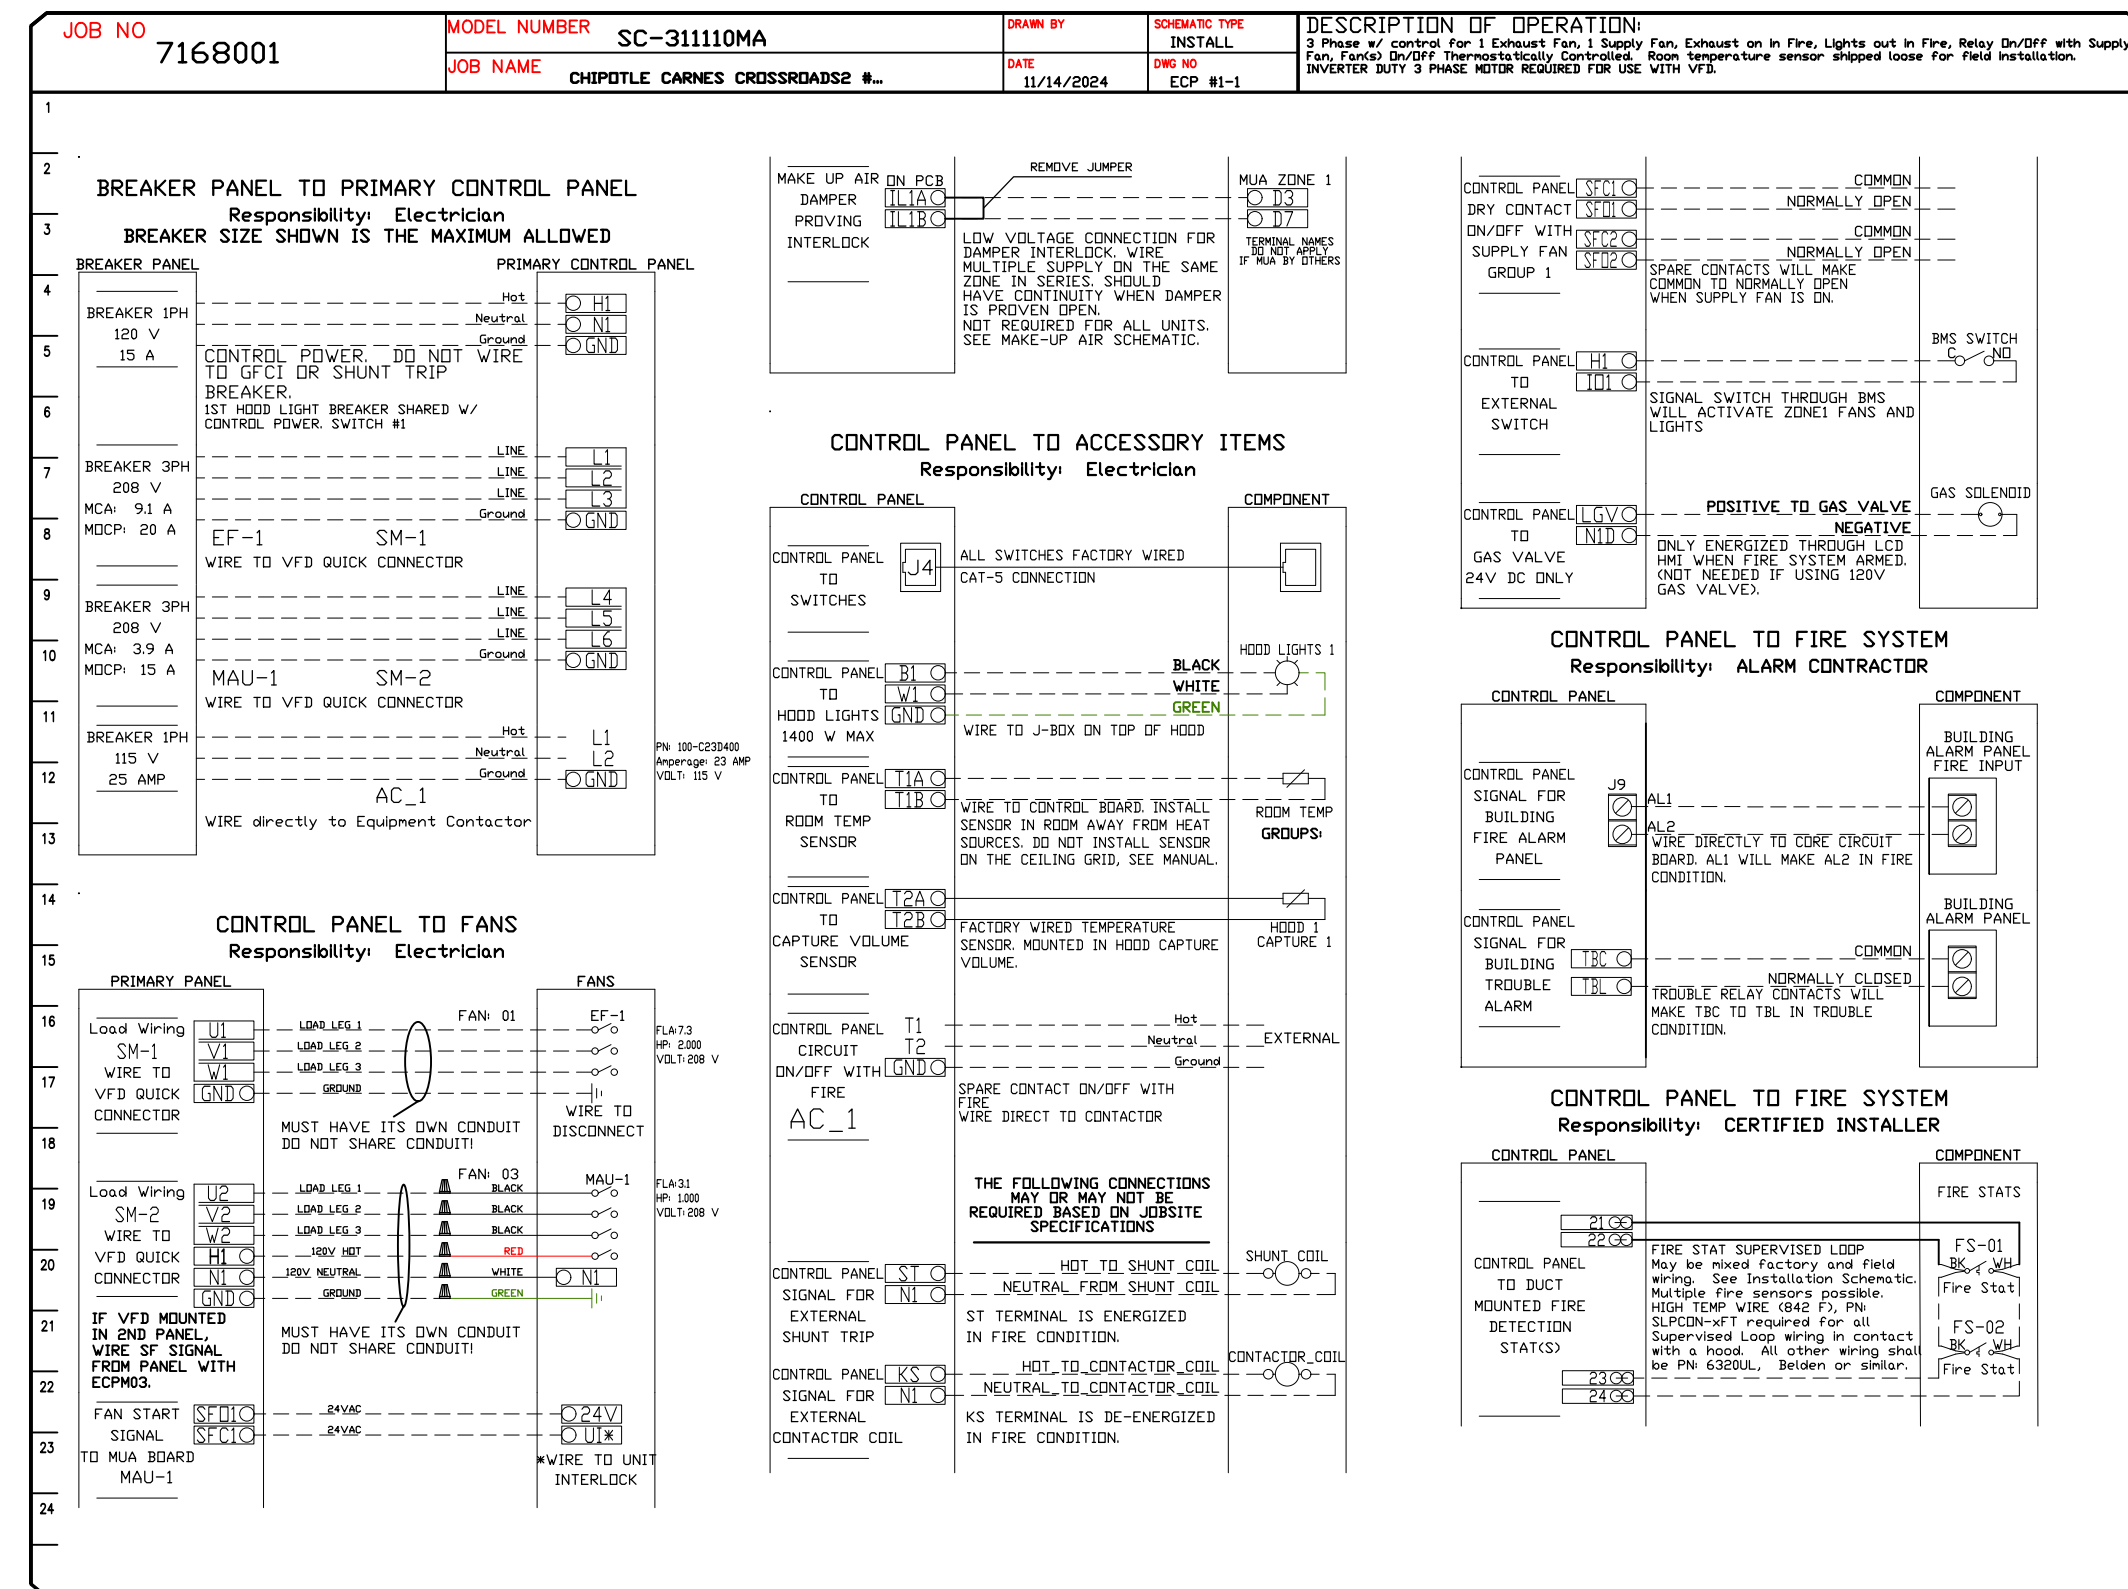 JOB NO
7168001
MODEL NUMBER
SC-311110MA
JOB NAME
CHIPOTLE CARNES CROSSROADS2 #...
DRAWN BY
DATE
11/14/2024
SCHEMATIC TYPE
INSTALL
DWG NO
ECP #1-1
DESCRIPTION OF OPERATION:
3 Phase w/ control for 1 Exhaust Fan, 1 Supply Fan, Exhaust on in Fire, Lights out in Fire, Relay On/Off with Supply
Fan, Fan(s) On/Off Thermostatically Controlled. Room temperature sensor shipped loose for field installation.
INVERTER DUTY 3 PHASE MOTOR REQUIRED FOR USE WITH VFD.
1
2
3
4
5
6
7
8
9
10
11
12
13
14
15
16
17
18
19
20
21
22
23
24
BREAKER PANEL TO PRIMARY CONTROL PANEL
Responsibility: Electrician
BREAKER SIZE SHOWN IS THE MAXIMUM ALLOWED
BREAKER PANEL
PRIMARY CONTROL PANEL
BREAKER 1PH
120 V
15 A
Hot
H1
Neutral
N1
Ground
GND
CONTROL POWER. DO NOT WIRE
TO GFCI OR SHUNT TRIP
BREAKER.
1ST HOOD LIGHT BREAKER SHARED W/
CONTROL POWER. SWITCH #1
BREAKER 3PH
208 V
MCA: 9.1 A
MOCP: 20 A
LINE
L1
LINE
L2
LINE
L3
Ground
GND
EF-1
SM-1
WIRE TO VFD QUICK CONNECTOR
BREAKER 3PH
208 V
MCA: 3.9 A
MOCP: 15 A
LINE
L4
LINE
L5
LINE
L6
Ground
GND
MAU-1
SM-2
WIRE TO VFD QUICK CONNECTOR
BREAKER 1PH
115 V
25 AMP
Hot
L1
Neutral
L2
Ground
GND
PN: 100-C23D400
Amperage: 23 AMP
VOLT: 115 V
AC_1
WIRE directly to Equipment Contactor
CONTROL PANEL TO FANS
Responsibility: Electrician
PRIMARY PANEL
FANS
Load Wiring
SM-1
WIRE TO
VFD QUICK
CONNECTOR
U1
V1
W1
GND
LOAD LEG 1
LOAD LEG 2
LOAD LEG 3
GROUND
FAN: 01
EF-1
FLA:7.3
HP: 2.000
VOLT: 208 V
MUST HAVE ITS OWN CONDUIT
DO NOT SHARE CONDUIT!
WIRE TO
DISCONNECT
Load Wiring
SM-2
WIRE TO
VFD QUICK
CONNECTOR
U2
V2
W2
H1
N1
GND
LOAD LEG 1
LOAD LEG 2
LOAD LEG 3
120V HOT
120V NEUTRAL
GROUND
FAN: 03
BLACK
BLACK
BLACK
RED
WHITE
GREEN
MAU-1
N1
FLA:3.1
HP: 1.000
VOLT: 208 V
IF VFD MOUNTED
IN 2ND PANEL,
WIRE SF SIGNAL
FROM PANEL WITH
ECPM03.
MUST HAVE ITS OWN CONDUIT
DO NOT SHARE CONDUIT!
FAN START
SIGNAL
TO MUA BOARD
MAU-1
SFO1
SFC1
24VAC
24VAC
24V
UI*
*WIRE TO UNIT
INTERLOCK
MAKE UP AIR
DAMPER
PROVING
INTERLOCK
ON PCB
IL1A
IL1B
REMOVE JUMPER
MUA ZONE 1
D3
D7
TERMINAL NAMES
DO NOT APPLY
IF MUA BY OTHERS
LOW VOLTAGE CONNECTION FOR
DAMPER INTERLOCK. WIRE
MULTIPLE SUPPLY ON THE SAME
ZONE IN SERIES. SHOULD
HAVE CONTINUITY WHEN DAMPER
IS PROVEN OPEN.
NOT REQUIRED FOR ALL UNITS.
SEE MAKE-UP AIR SCHEMATIC.
CONTROL PANEL TO ACCESSORY ITEMS
Responsibility: Electrician
CONTROL PANEL
COMPONENT
CONTROL PANEL
TO
SWITCHES
J4
ALL SWITCHES FACTORY WIRED
CAT-5 CONNECTION
CONTROL PANEL
TO
HOOD LIGHTS
1400 W MAX
B1
W1
GND
BLACK
WHITE
GREEN
HOOD LIGHTS 1
WIRE TO J-BOX ON TOP OF HOOD
CONTROL PANEL
TO
ROOM TEMP
SENSOR
T1A
T1B
WIRE TO CONTROL BOARD. INSTALL
SENSOR IN ROOM AWAY FROM HEAT
SOURCES. DO NOT INSTALL SENSOR
ON THE CEILING GRID, SEE MANUAL.
ROOM TEMP
GROUPS:
CONTROL PANEL
TO
CAPTURE VOLUME
SENSOR
T2A
T2B
FACTORY WIRED TEMPERATURE
SENSOR. MOUNTED IN HOOD CAPTURE
VOLUME.
HOOD 1
CAPTURE 1
CONTROL PANEL
CIRCUIT
ON/OFF WITH
FIRE
AC_1
T1
T2
GND
Hot
Neutral
Ground
EXTERNAL
SPARE CONTACT ON/OFF WITH
FIRE
WIRE DIRECT TO CONTACTOR
THE FOLLOWING CONNECTIONS
MAY OR MAY NOT BE
REQUIRED BASED ON JOBSITE
SPECIFICATIONS
CONTROL PANEL
SIGNAL FOR
EXTERNAL
SHUNT TRIP
ST
N1
HOT TO SHUNT COIL
NEUTRAL FROM SHUNT COIL
SHUNT COIL
ST TERMINAL IS ENERGIZED
IN FIRE CONDITION.
CONTROL PANEL
SIGNAL FOR
EXTERNAL
CONTACTOR COIL
KS
N1
HOT TO CONTACTOR COIL
NEUTRAL TO CONTACTOR COIL
CONTACTOR COIL
KS TERMINAL IS DE-ENERGIZED
IN FIRE CONDITION.
CONTROL PANEL
DRY CONTACT
ON/OFF WITH
SUPPLY FAN
GROUP 1
SFC1
SFO1
SFC2
SFO2
COMMON
NORMALLY OPEN
COMMON
NORMALLY OPEN
SPARE CONTACTS WILL MAKE
COMMON TO NORMALLY OPEN
WHEN SUPPLY FAN IS ON.
CONTROL PANEL
TO
EXTERNAL
SWITCH
H1
IO1
BMS SWITCH
C
NO
SIGNAL SWITCH THROUGH BMS
WILL ACTIVATE ZONE1 FANS AND
LIGHTS
CONTROL PANEL
TO
GAS VALVE
24V DC ONLY
LGV
N1D
POSITIVE TO GAS VALVE
NEGATIVE
GAS SOLENOID
ONLY ENERGIZED THROUGH LCD
HMI WHEN FIRE SYSTEM ARMED.
(NOT NEEDED IF USING 120V
GAS VALVE).
CONTROL PANEL TO FIRE SYSTEM
Responsibility: ALARM CONTRACTOR
CONTROL PANEL
COMPONENT
CONTROL PANEL
SIGNAL FOR
BUILDING
FIRE ALARM
PANEL
J9
AL1
AL2
BUILDING
ALARM PANEL
FIRE INPUT
WIRE DIRECTLY TO CORE CIRCUIT
BOARD. AL1 WILL MAKE AL2 IN FIRE
CONDITION.
CONTROL PANEL
SIGNAL FOR
BUILDING
TROUBLE
ALARM
TBC
TBL
COMMON
NORMALLY CLOSED
BUILDING
ALARM PANEL
TROUBLE RELAY CONTACTS WILL
MAKE TBC TO TBL IN TROUBLE
CONDITION.
CONTROL PANEL TO FIRE SYSTEM
Responsibility: CERTIFIED INSTALLER
CONTROL PANEL
COMPONENT
FIRE STATS
CONTROL PANEL
TO DUCT
MOUNTED FIRE
DETECTION
STAT(S)
21
22
23
24
FIRE STAT SUPERVISED LOOP
May be mixed factory and field
wiring. See Installation Schematic.
Multiple fire sensors possible.
HIGH TEMP WIRE (842 F), PN:
SLPCON-xFT required for all
Supervised Loop wiring in contact
with a hood. All other wiring shall
be PN: 6320UL, Belden or similar.
FS-01
BK
WH
Fire Stat
FS-02
BK
WH
Fire Stat